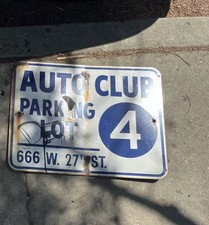 AUTO CLUB
PARKING
LOT
4
666 W. 27TH ST.